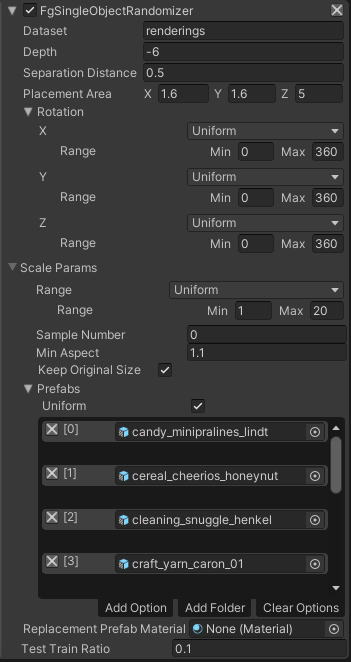 FgSingleObjectRandomizer
Dataset renderings
Depth -6
Separation Distance 0.5
Placement Area X 1.6 Y 1.6 Z 5
Rotation
X Uniform
Range Min 0 Max 360
Y Uniform
Range Min 0 Max 360
Z Uniform
Range Min 0 Max 360
Scale Params
Range Uniform
Range Min 1 Max 20
Sample Number 0
Min Aspect 1.1
Keep Original Size
Prefabs
Uniform
[0] candy_minipralines_lindt
[1] cereal_cheerios_honeynut
[2] cleaning_snuggle_henkel
[3] craft_yarn_caron_01
Add Option Add Folder Clear Options
Replacement Prefab Material None (Material)
Test Train Ratio 0.1